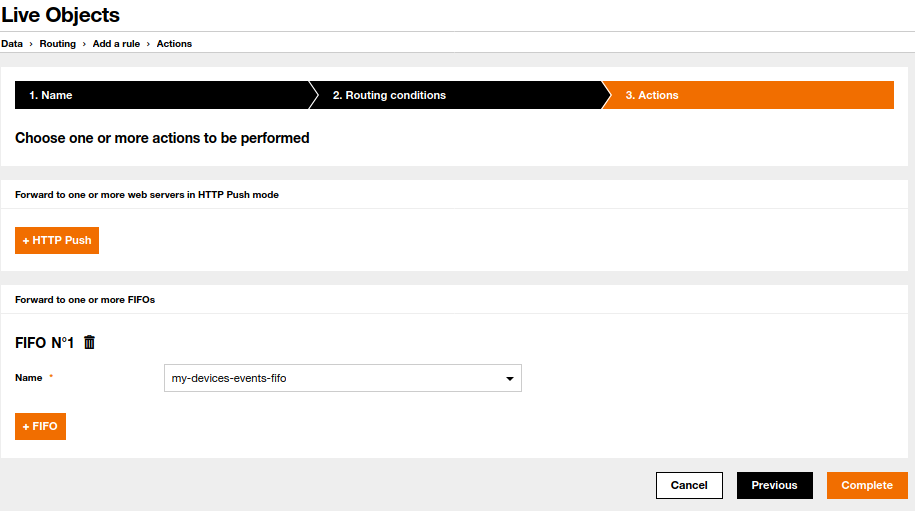 Live Objects
Data › Routing › Add a rule › Actions
1. Name 2. Routing conditions 3. Actions
Choose one or more actions to be performed
Forward to one or more web servers in HTTP Push mode
+ HTTP Push
Forward to one or more FIFOs
FIFO N°1
Name * my-devices-events-fifo
+ FIFO
Cancel Previous Complete